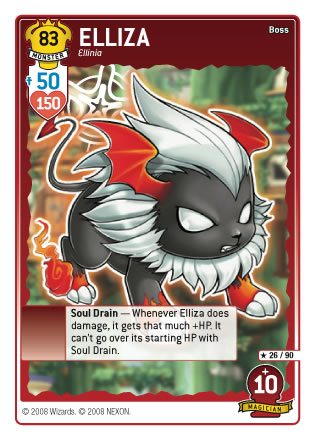 83
MONSTER
ELLIZA
Ellinia
Boss
50
150
Soul Drain — Whenever Elliza does
damage, it gets that much +HP. It
can't go over its starting HP with
Soul Drain.
★ 26 / 90
+
10
MAGICIAN
© 2008 Wizards. © 2008 NEXON.